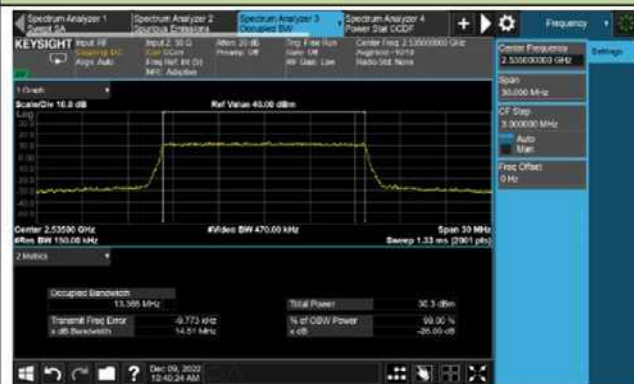 Spectrum Analyzer 1
Swept SA
Spectrum Analyzer 2
Spurious Emissions
Spectrum Analyzer 3
Occupied BW
Spectrum Analyzer 4
Power Stat CCDF
Frequency
KEYSIGHT
Input: RF
Coupling: DC
Align: Auto
Input Z: 50 Ω
Corr CCorr
Freq Ref: Int (S)
NFE: Adaptive
Atten: 20 dB
Preamp: Off
Trig: Free Run
Gate: Off
#IF Gain: Low
Center Freq: 2.535000000 GHz
Radio Std: None
Center Frequency
2.535000000 GHz
Settings
Span
30.000 MHz
CF Step
3.000000 MHz
Auto
Man
Freq Offset
0 Hz
1 Graph
Scale/Div 10.0 dB
Ref Value 40.00 dBm
Log
Center 2.53500 GHz
#Video BW 470.00 kHz
Span 30 MHz
#Res BW 150.00 kHz
Sweep 1.33 ms (2001 pts)
2 Metrics
Occupied Bandwidth
13.366 MHz
Total Power
30.3 dBm
Transmit Freq Error
-9.773 kHz
% of OBW Power
99.00 %
x dB Bandwidth
14.51 MHz
x dB
-26.00 dB
Dec 09, 2022
12:40:24 AM